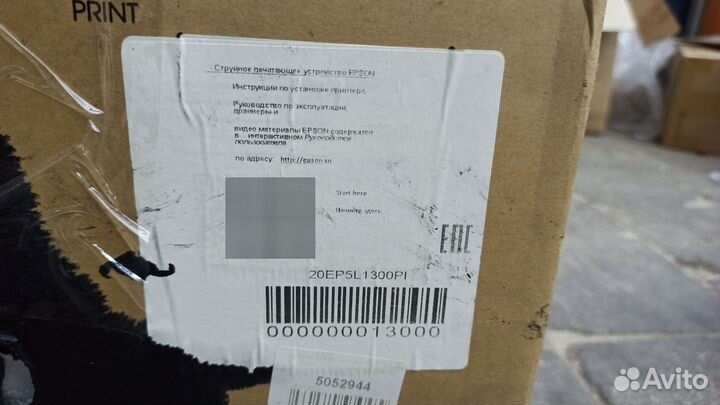 PRINT
Струйное печатающее устройство EPSON
Инструкции по установке принтера,
Руководство по эксплуатации,
драйверы и
видео материалы EPSON содержатся
в интерактивном Руководстве
пользователя
по адресу: http://epson.sn
Start here
Начните здесь
EAC
20EP5L1300PI
000000013000
5052944
Avito